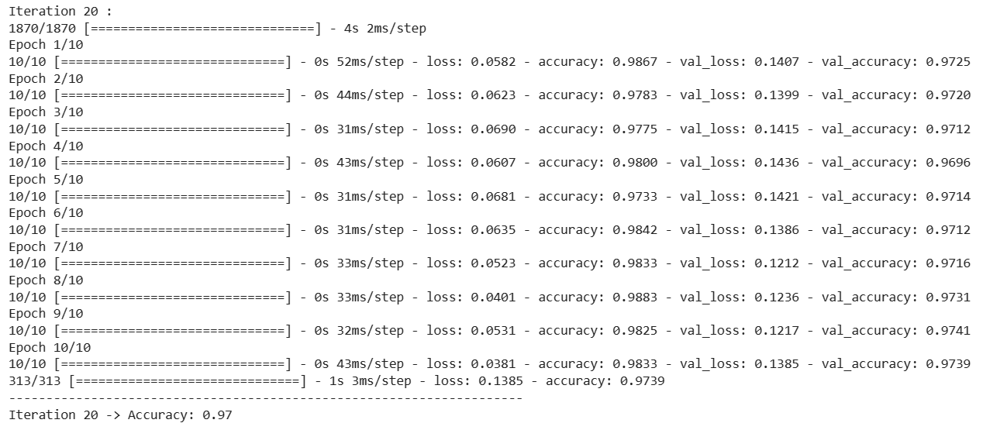 Iteration 20 :
1870/1870 [==============================] - 4s 2ms/step
Epoch 1/10
10/10 [==============================] - 0s 52ms/step - loss: 0.0582 - accuracy: 0.9867 - val_loss: 0.1407 - val_accuracy: 0.9725
Epoch 2/10
10/10 [==============================] - 0s 44ms/step - loss: 0.0623 - accuracy: 0.9783 - val_loss: 0.1399 - val_accuracy: 0.9720
Epoch 3/10
10/10 [==============================] - 0s 31ms/step - loss: 0.0690 - accuracy: 0.9775 - val_loss: 0.1415 - val_accuracy: 0.9712
Epoch 4/10
10/10 [==============================] - 0s 43ms/step - loss: 0.0607 - accuracy: 0.9800 - val_loss: 0.1436 - val_accuracy: 0.9696
Epoch 5/10
10/10 [==============================] - 0s 31ms/step - loss: 0.0681 - accuracy: 0.9733 - val_loss: 0.1421 - val_accuracy: 0.9714
Epoch 6/10
10/10 [==============================] - 0s 31ms/step - loss: 0.0635 - accuracy: 0.9842 - val_loss: 0.1386 - val_accuracy: 0.9712
Epoch 7/10
10/10 [==============================] - 0s 33ms/step - loss: 0.0523 - accuracy: 0.9833 - val_loss: 0.1212 - val_accuracy: 0.9716
Epoch 8/10
10/10 [==============================] - 0s 33ms/step - loss: 0.0401 - accuracy: 0.9883 - val_loss: 0.1236 - val_accuracy: 0.9731
Epoch 9/10
10/10 [==============================] - 0s 32ms/step - loss: 0.0531 - accuracy: 0.9825 - val_loss: 0.1217 - val_accuracy: 0.9741
Epoch 10/10
10/10 [==============================] - 0s 43ms/step - loss: 0.0381 - accuracy: 0.9833 - val_loss: 0.1385 - val_accuracy: 0.9739
313/313 [==============================] - 1s 3ms/step - loss: 0.1385 - accuracy: 0.9739
---------------------------------------------------------------------
Iteration 20 -> Accuracy: 0.97